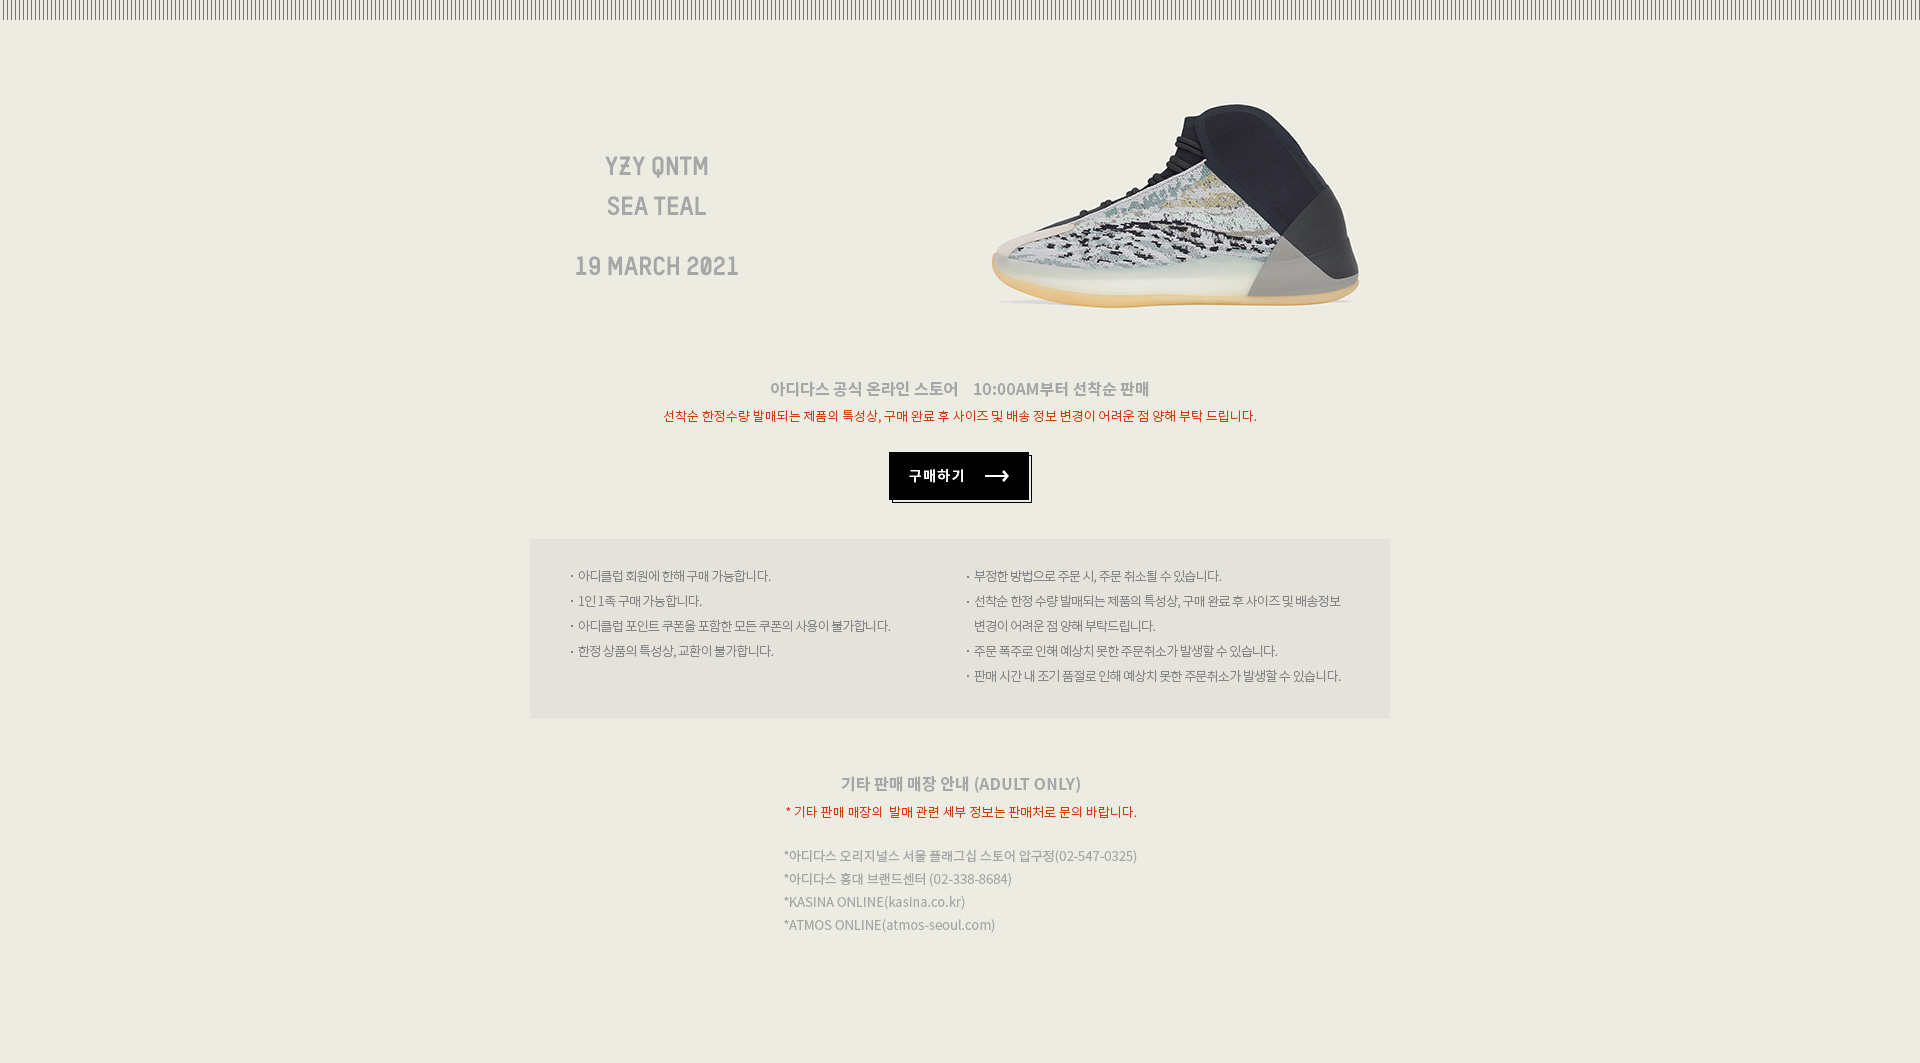 YZY QNTM
SEA TEAL
19 MARCH 2021
아디다스 공식 온라인 스토어 10:00AM부터 선착순 판매
선착순 한정수량 발매되는 제품의 특성상, 구매 완료 후 사이즈 및 배송 정보 변경이 어려운 점 양해 부탁 드립니다.
구매하기 →
· 아디클럽 회원에 한해 구매 가능합니다.
· 1인 1족 구매 가능합니다.
· 아디클럽 포인트 쿠폰을 포함한 모든 쿠폰의 사용이 불가합니다.
· 한정 상품의 특성상, 교환이 불가합니다.
· 부정한 방법으로 주문 시, 주문 취소될 수 있습니다.
· 선착순 한정 수량 발매되는 제품의 특성상, 구매 완료 후 사이즈 및 배송정보
변경이 어려운 점 양해 부탁드립니다.
· 주문 폭주로 인해 예상치 못한 주문취소가 발생할 수 있습니다.
· 판매 시간 내 조기 품절로 인해 예상치 못한 주문취소가 발생할 수 있습니다.
기타 판매 매장 안내 (ADULT ONLY)
* 기타 판매 매장의 발매 관련 세부 정보는 판매처로 문의 바랍니다.
*아디다스 오리지널스 서울 플래그십 스토어 압구정(02-547-0325)
*아디다스 홍대 브랜드센터 (02-338-8684)
*KASINA ONLINE(kasina.co.kr)
*ATMOS ONLINE(atmos-seoul.com)